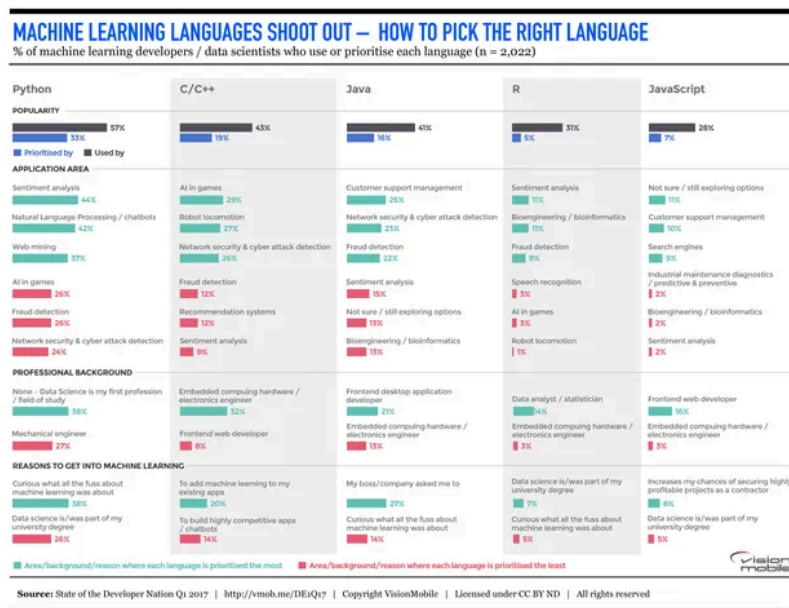 MACHINE LEARNING LANGUAGES SHOOT OUT – HOW TO PICK THE RIGHT LANGUAGE
% of machine learning developers / data scientists who use or prioritise each language (n = 2,022)
Python
C/C++
Java
R
JavaScript
POPULARITY
57%
33%
43%
19%
41%
16%
31%
5%
28%
7%
Prioritised by
Used by
APPLICATION AREA
Sentiment analysis
44%
Natural Language Processing / chatbots
42%
Web mining
37%
AI in games
26%
Fraud detection
26%
Network security & cyber attack detection
24%
AI in games
29%
Robot locomotion
27%
Network security & cyber attack detection
26%
Fraud detection
12%
Recommendation systems
12%
Sentiment analysis
9%
Customer support management
26%
Network security & cyber attack detection
23%
Fraud detection
22%
Sentiment analysis
15%
Not sure / still exploring options
13%
Bioengineering / bioinformatics
13%
Sentiment analysis
11%
Bioengineering / bioinformatics
11%
Fraud detection
9%
Speech recognition
3%
AI in games
3%
Robot locomotion
1%
Not sure / still exploring options
11%
Customer support management
10%
Search engines
9%
Industrial maintenance diagnostics
/ predictive & preventive
2%
Bioengineering / bioinformatics
2%
Sentiment analysis
2%
PROFESSIONAL BACKGROUND
None – Data Science is my first profession
/ field of study
38%
Mechanical engineer
27%
Embedded compuing hardware /
electronics engineer
32%
Frontend web developer
8%
Frontend desktop application
developer
21%
Embedded compuing hardware /
electronics engineer
13%
Data analyst / statistician
14%
Embedded compuing hardware /
electronics engineer
3%
Frontend web developer
16%
Embedded compuing hardware /
electronics engineer
3%
REASONS TO GET INTO MACHINE LEARNING
Curious what all the fuss about
machine learning was about
38%
Data science is/was part of my
university degree
26%
To add machine learning to my
existing apps
20%
To build highly competitive apps
/ chatbots
14%
My boss/company asked me to
27%
Curious what all the fuss about
machine learning was about
14%
Data science is/was part of my
university degree
7%
Curious what all the fuss about
machine learning was about
5%
Increases my chances of securing highly
profitable projects as a contractor
8%
Data science is/was part of my
university degree
5%
Area/background/reason where each language is prioritised the most
Area/background/reason where each language is prioritised the least
vision
mobile
Source: State of the Developer Nation Q1 2017 | http://vmob.me/DE1Q17 | Copyright VisionMobile | Licensed under CC BY ND | All rights reserved